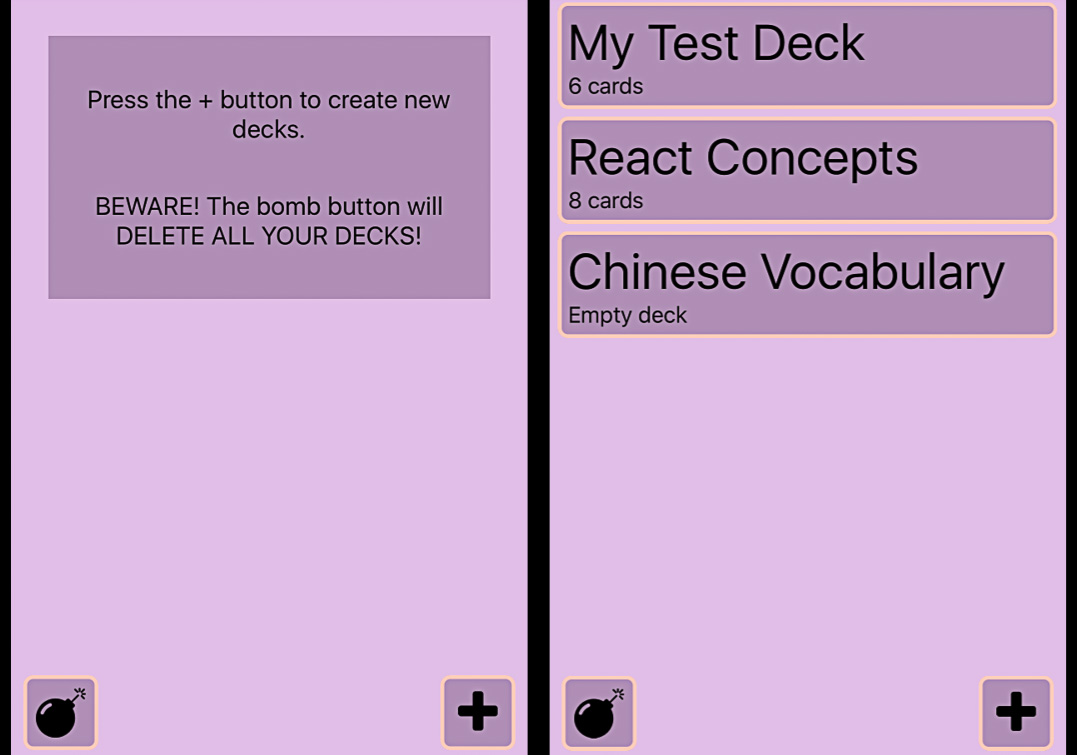 Press the + button to create new
decks.
BEWARE! The bomb button will
DELETE ALL YOUR DECKS!
My Test Deck
6 cards
React Concepts
8 cards
Chinese Vocabulary
Empty deck